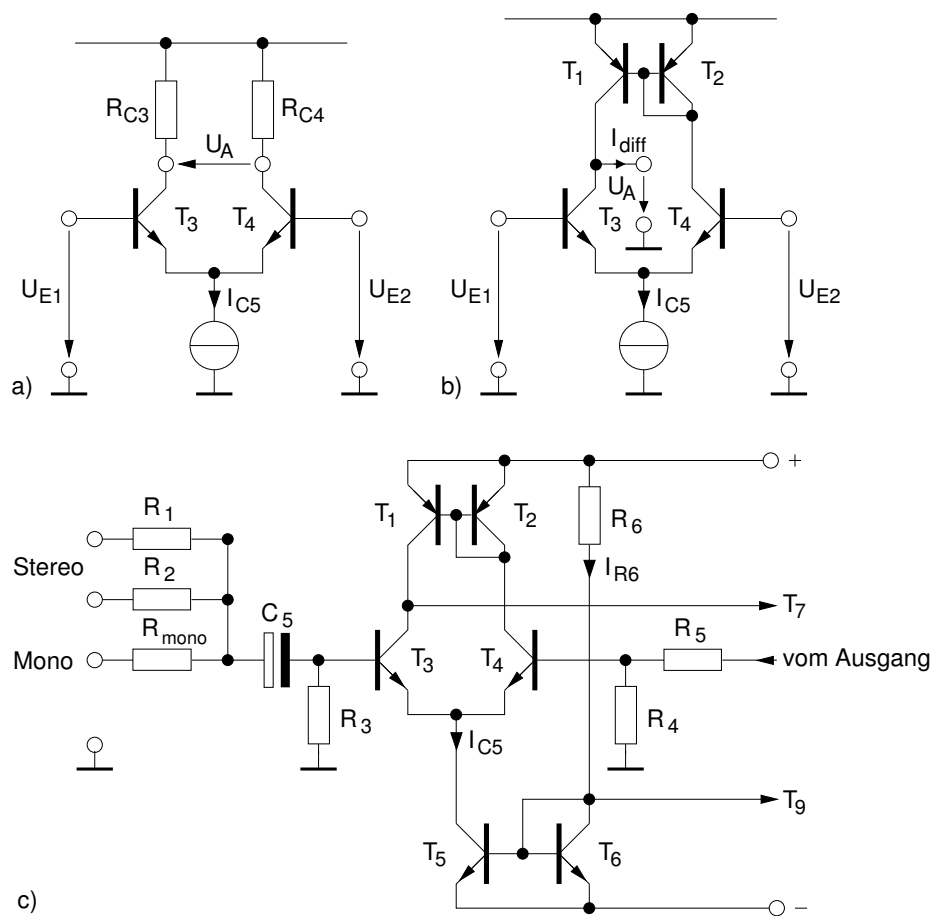 R_C3
R_C4
U_A
T_3
T_4
U_E1
U_E2
I_C5
a)
T_1
T_2
I_diff
U_A
T_3
T_4
U_E1
U_E2
I_C5
b)
+
R_1
T_1
T_2
R_6
Stereo
R_2
I_R6
C_5
T_7
R_mono
R_5
Mono
T_3
T_4
vom Ausgang
R_3
R_4
I_C5
T_9
T_5
T_6
c)
−